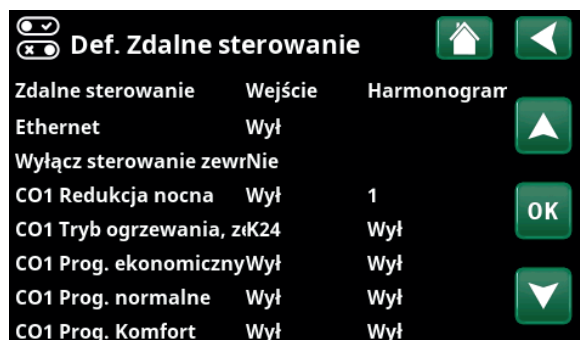 Def. Zdalne sterowanie
Zdalne sterowanie Wejście Harmonogram
Ethernet Wył
Wyłącz sterowanie zewnNie
CO1 Redukcja nocna Wył 1
OK
CO1 Tryb ogrzewania, zeK24 Wył
CO1 Prog. ekonomicznyWył Wył
CO1 Prog. normalne Wył Wył
CO1 Prog. Komfort Wył Wył